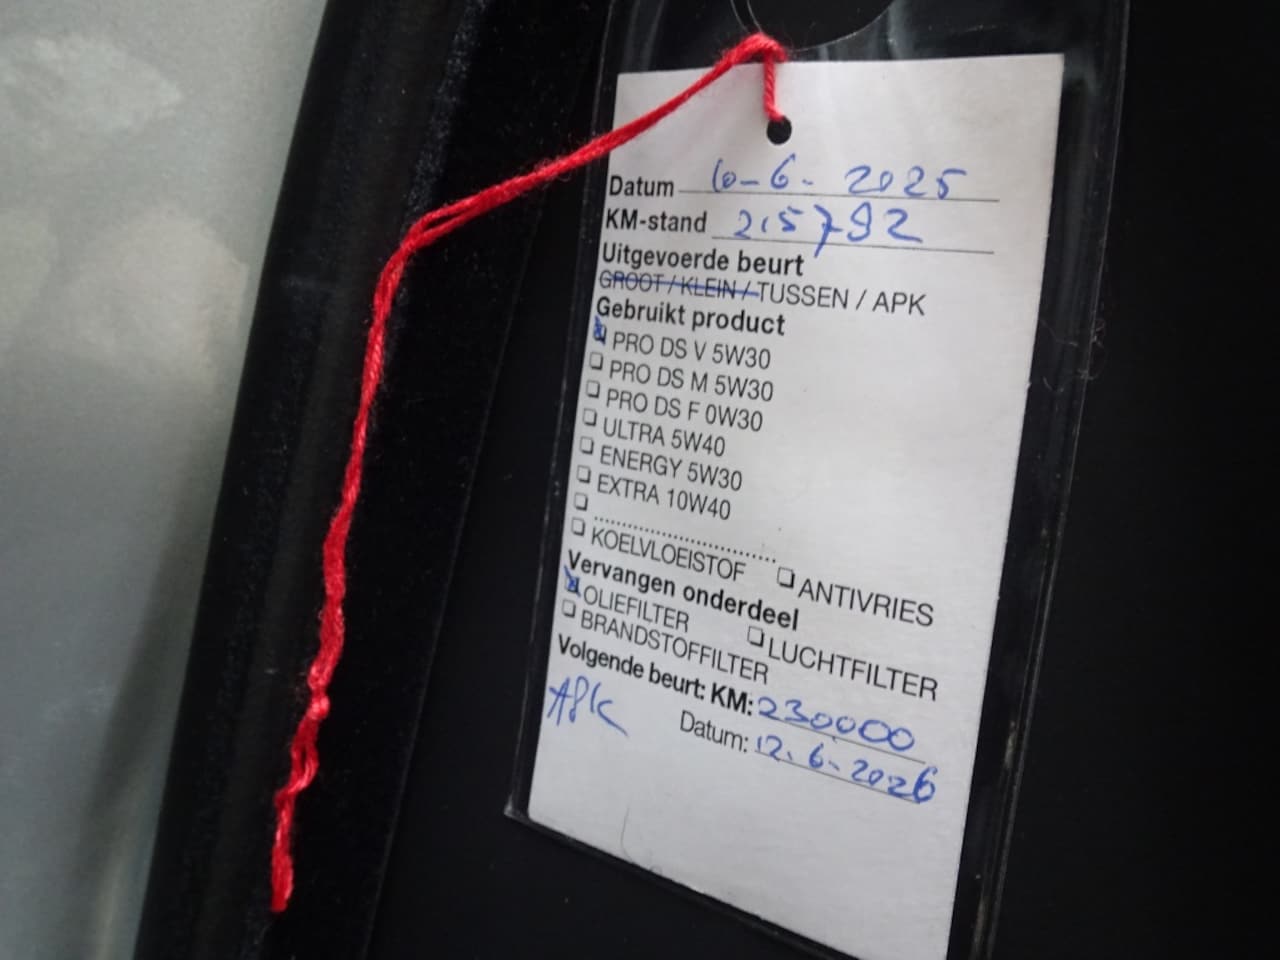 Datum 10-6-2025
KM-stand 215792
Uitgevoerde beurt
GROOT / KLEIN / TUSSEN / APK
Gebruikt product
PRO DS V 5W30
PRO DS M 5W30
PRO DS F 0W30
ULTRA 5W40
ENERGY 5W30
EXTRA 10W40
..............................
KOELVLOEISTOF ANTIVRIES
Vervangen onderdeel
OLIEFILTER LUCHTFILTER
BRANDSTOFFILTER
Volgende beurt: KM: 230000
APK Datum: 12.6-2026